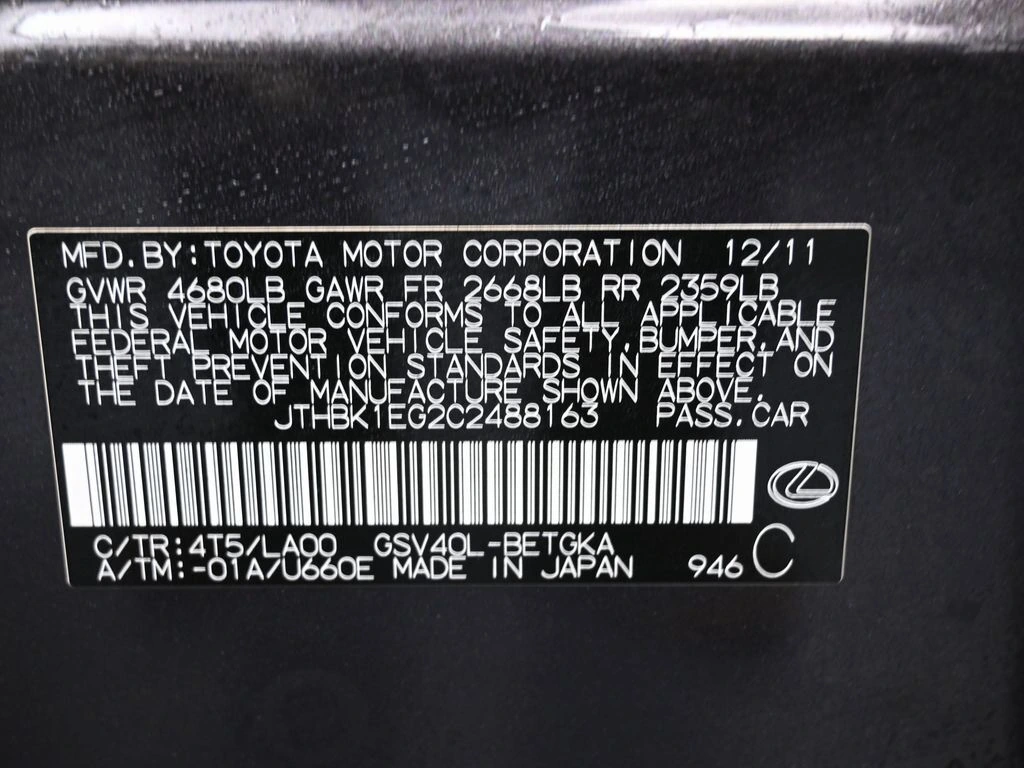 MFD.BY:TOYOTA MOTOR CORPORATION 12/11
GVWR 4680LB GAWR FR 2668LB RR 2359LB
THIS VEHICLE CONFORMS TO ALL APPLICABLE
FEDERAL MOTOR VEHICLE SAFETY,BUMPER,AND
THEFT PREVENTION STANDARDS IN EFFECT ON
THE DATE OF MANUFACTURE SHOWN ABOVE.
JTHBK1EG2C2488163 PASS.CAR
C/TR:4T5/LA00 GSV40L-BETGKA
A/TM:-01A/U660E MADE IN JAPAN 946 C